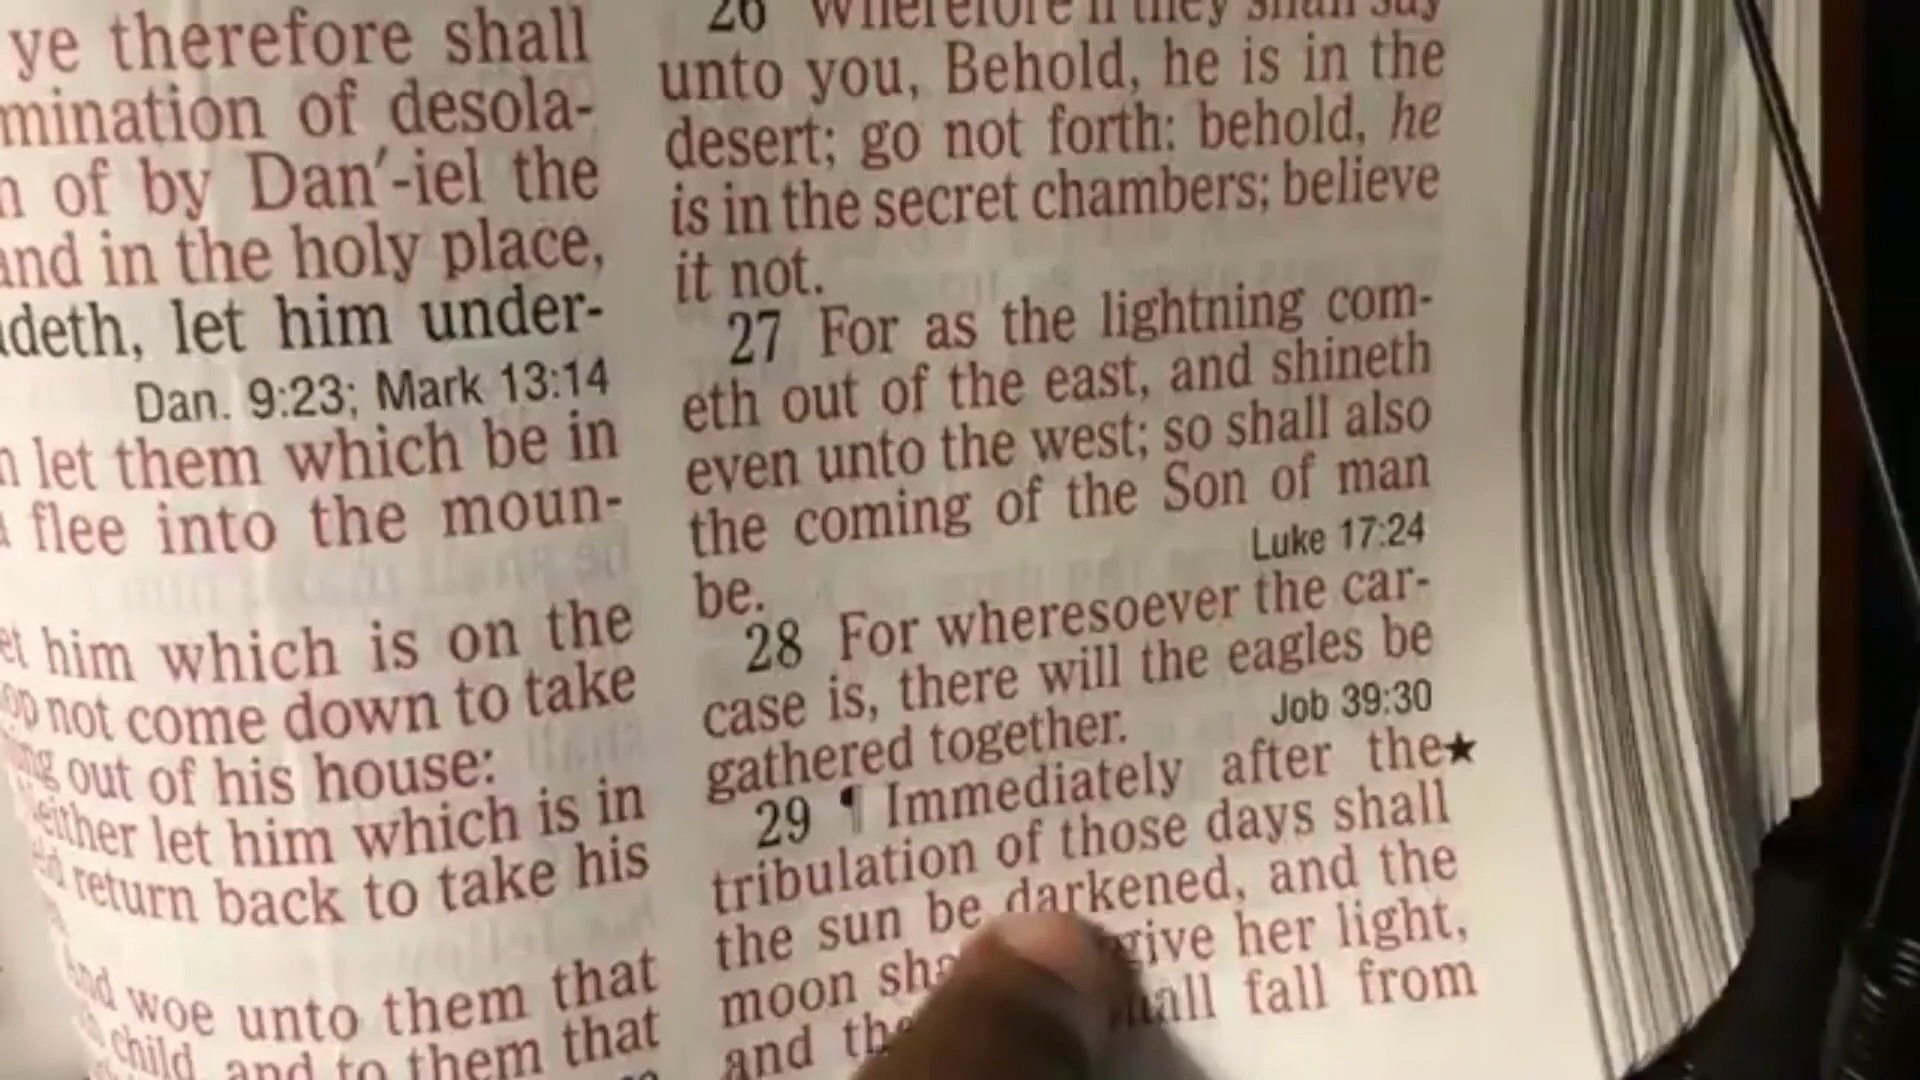 ye therefore shall
mination of desola-
of by Dan′-iel the
and in the holy place,
deth, let him under-
Dan. 9:23; Mark 13:14
let them which be in
flee into the moun-
him which is on the
not come down to take
out of his house:
let him which is in
return back to take his
And woe unto them that
child, and to them that
26 Wherefore if they shall say
unto you, Behold, he is in the
desert; go not forth: behold, he
is in the secret chambers; believe
it not.
27 For as the lightning com-
eth out of the east, and shineth
even unto the west; so shall also
the coming of the Son of man
be.
Luke 17:24
28 For wheresoever the car-
case is, there will the eagles be
gathered together.
Job 39:30
29 ¶ Immediately after the★
tribulation of those days shall
the sun be darkened, and the
moon give her light,
and fall from